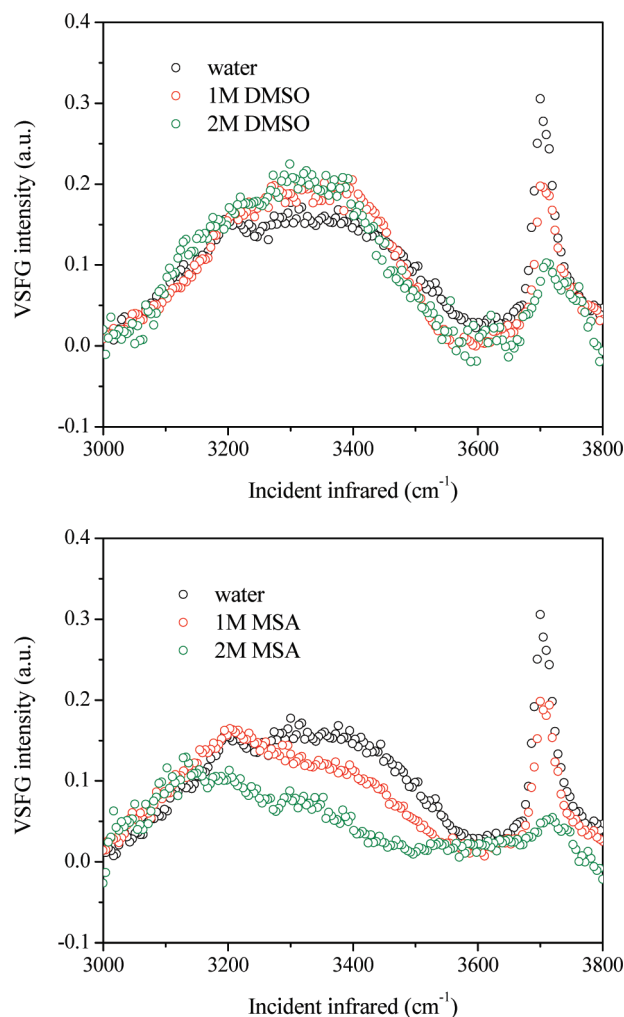 0.4
0.3
0.2
0.1
0.0
-0.1
VSFG intensity (a.u.)
water
1M DMSO
2M DMSO
3000 3200 3400 3600 3800
Incident infrared (cm⁻¹)
0.4
0.3
0.2
0.1
0.0
-0.1
VSFG intensity (a.u.)
water
1M MSA
2M MSA
3000 3200 3400 3600 3800
Incident infrared (cm⁻¹)